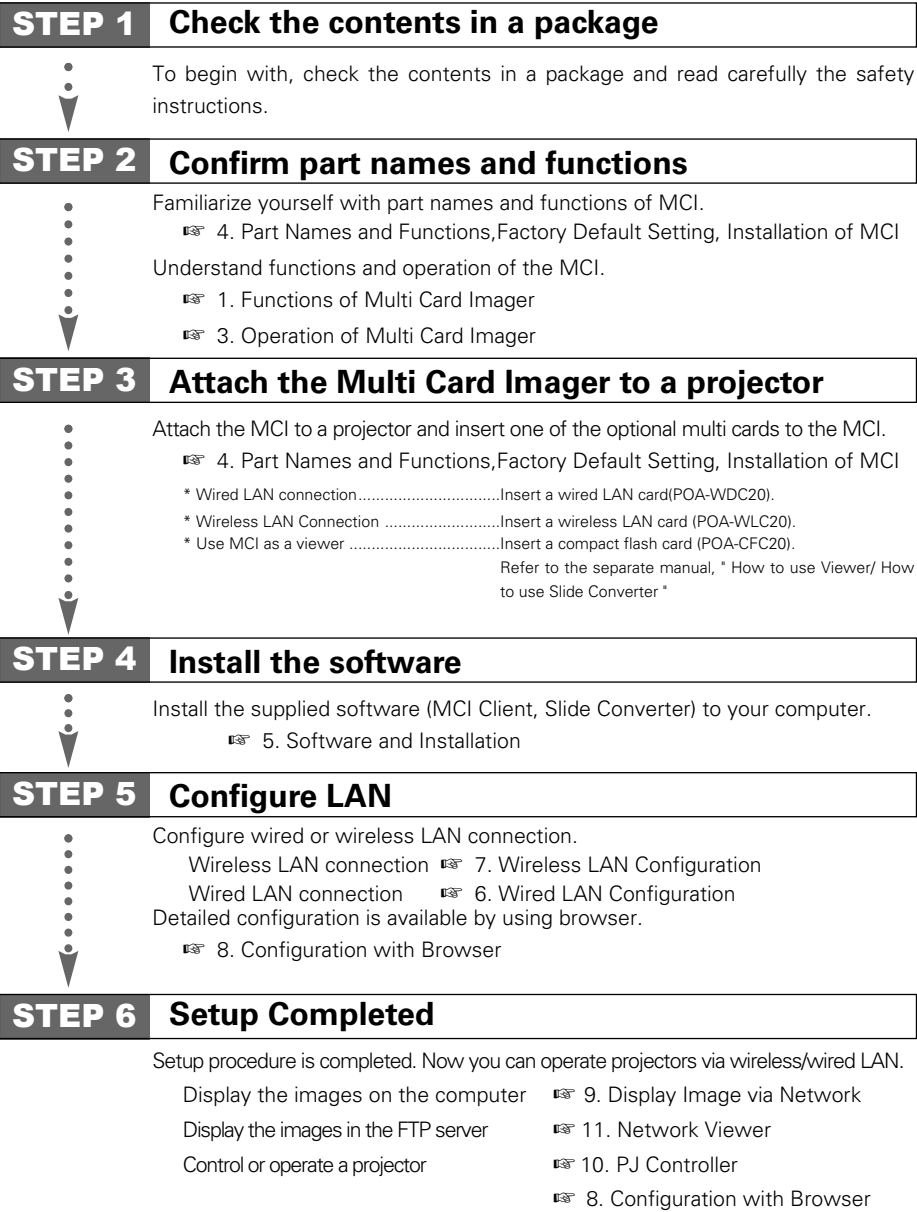 STEP 1 Check the contents in a package
To begin with, check the contents in a package and read carefully the safety
instructions.
STEP 2 Confirm part names and functions
Familiarize yourself with part names and functions of MCI.
☞ 4. Part Names and Functions,Factory Default Setting, Installation of MCI
Understand functions and operation of the MCI.
☞ 1. Functions of Multi Card Imager
☞ 3. Operation of Multi Card Imager
STEP 3 Attach the Multi Card Imager to a projector
Attach the MCI to a projector and insert one of the optional multi cards to the MCI.
☞ 4. Part Names and Functions,Factory Default Setting, Installation of MCI
* Wired LAN connection................................Insert a wired LAN card(POA-WDC20).
* Wireless LAN Connection ..........................Insert a wireless LAN card (POA-WLC20).
* Use MCI as a viewer ..................................Insert a compact flash card (POA-CFC20).
Refer to the separate manual, " How to use Viewer/ How
to use Slide Converter "
STEP 4 Install the software
Install the supplied software (MCI Client, Slide Converter) to your computer.
☞ 5. Software and Installation
STEP 5 Configure LAN
Configure wired or wireless LAN connection.
Wireless LAN connection ☞ 7. Wireless LAN Configuration
Wired LAN connection ☞ 6. Wired LAN Configuration
Detailed configuration is available by using browser.
☞ 8. Configuration with Browser
STEP 6 Setup Completed
Setup procedure is completed. Now you can operate projectors via wireless/wired LAN.
Display the images on the computer ☞ 9. Display Image via Network
Display the images in the FTP server ☞ 11. Network Viewer
Control or operate a projector ☞ 10. PJ Controller
☞ 8. Configuration with Browser